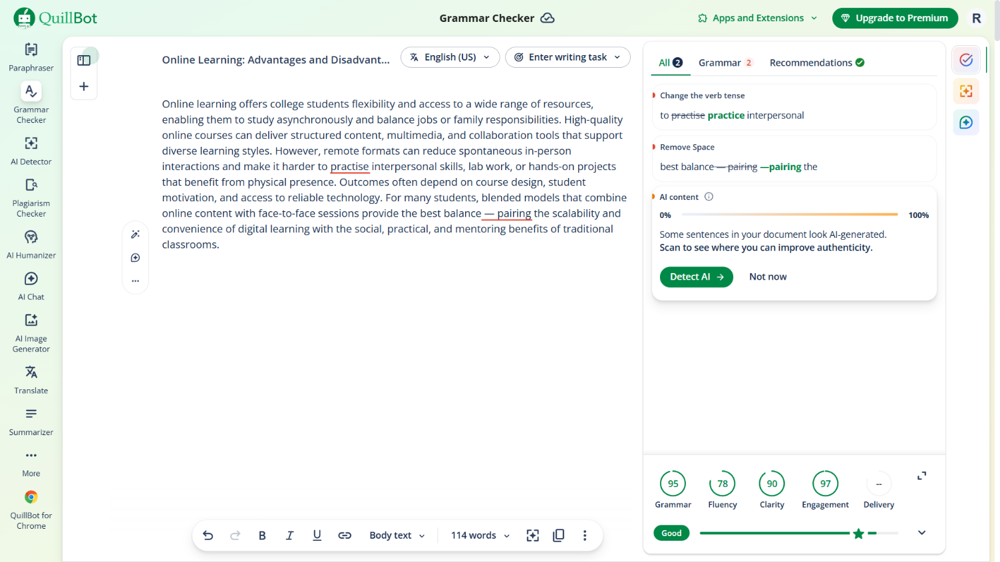 QuillBot
Grammar Checker
Apps and Extensions
Upgrade to Premium
R
Paraphraser
Grammar
Checker
AI Detector
Plagiarism
Checker
AI Humanizer
AI Chat
AI Image
Generator
Translate
Summarizer
More
QuillBot for
Chrome
Online Learning: Advantages and Disadvant...
English (US)
Enter writing task
Online learning offers college students flexibility and access to a wide range of resources,
enabling them to study asynchronously and balance jobs or family responsibilities. High-quality
online courses can deliver structured content, multimedia, and collaboration tools that support
diverse learning styles. However, remote formats can reduce spontaneous in-person
interactions and make it harder to practise interpersonal skills, lab work, or hands-on projects
that benefit from physical presence. Outcomes often depend on course design, student
motivation, and access to reliable technology. For many students, blended models that combine
online content with face-to-face sessions provide the best balance — pairing the scalability and
convenience of digital learning with the social, practical, and mentoring benefits of traditional
classrooms.
B I U
Body text
114 words
All 2
Grammar 2
Recommendations
Change the verb tense
to practise practice interpersonal
Remove Space
best balance — pairing —pairing the
AI content
0% 100%
Some sentences in your document look AI-generated.
Scan to see where you can improve authenticity.
Detect AI →
Not now
95 78 90 97 --
Grammar Fluency Clarity Engagement Delivery
Good